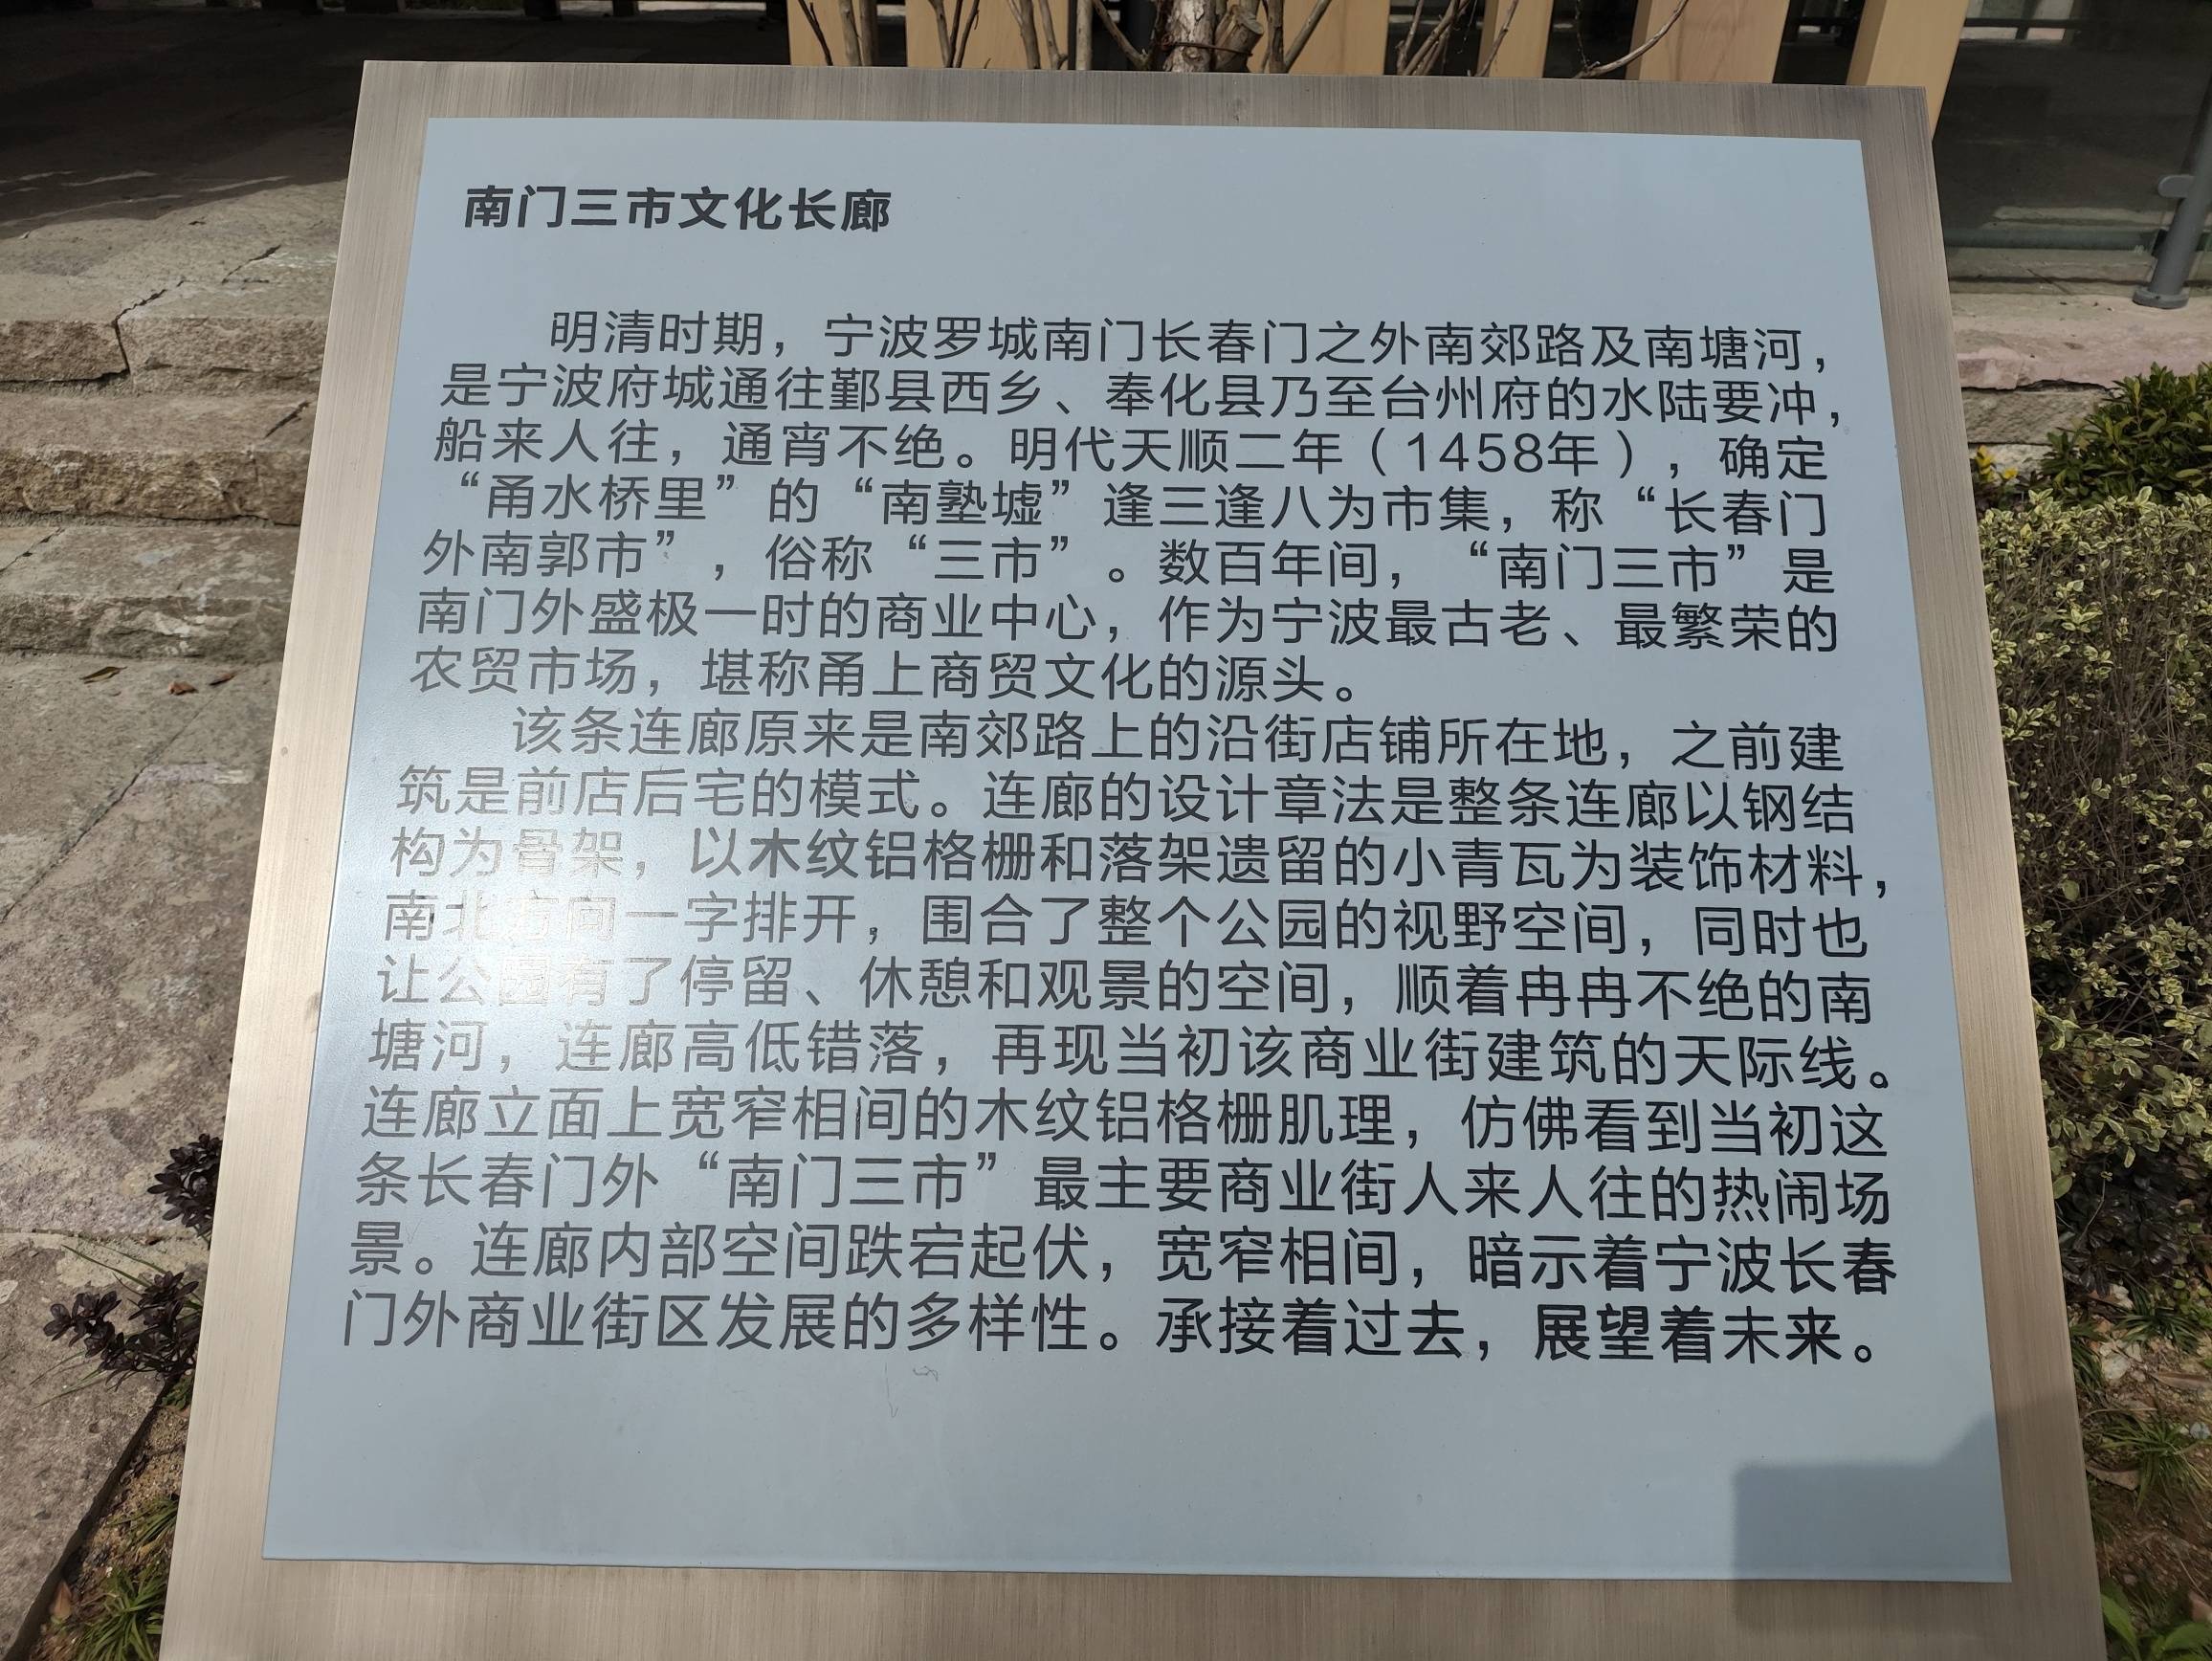 南门三市文化长廊
明清时期，宁波罗城南门长春门之外南郊路及南塘河，
是宁波府城通往鄞县西乡、奉化县乃至台州府的水陆要冲，
船来人往，通宵不绝。明代天顺二年（1458年），确定
“甬水桥里”的“南塾墟”逢三逢八为市集，称“长春门
外南郭市”，俗称“三市”。数百年间，“南门三市”是
南门外盛极一时的商业中心，作为宁波最古老、最繁荣的
农贸市场，堪称甬上商贸文化的源头。
该条连廊原来是南郊路上的沿街店铺所在地，之前建
筑是前店后宅的模式。连廊的设计章法是整条连廊以钢结
构为骨架，以木纹铝格栅和落架遗留的小青瓦为装饰材料，
南北方向一字排开，围合了整个公园的视野空间，同时也
让公园有了停留、休憩和观景的空间，顺着冉冉不绝的南
塘河，连廊高低错落，再现当初该商业街建筑的天际线。
连廊立面上宽窄相间的木纹铝格栅肌理，仿佛看到当初这
条长春门外“南门三市”最主要商业街人来人往的热闹场
景。连廊内部空间跌宕起伏，宽窄相间，暗示着宁波长春
门外商业街区发展的多样性。承接着过去，展望着未来。